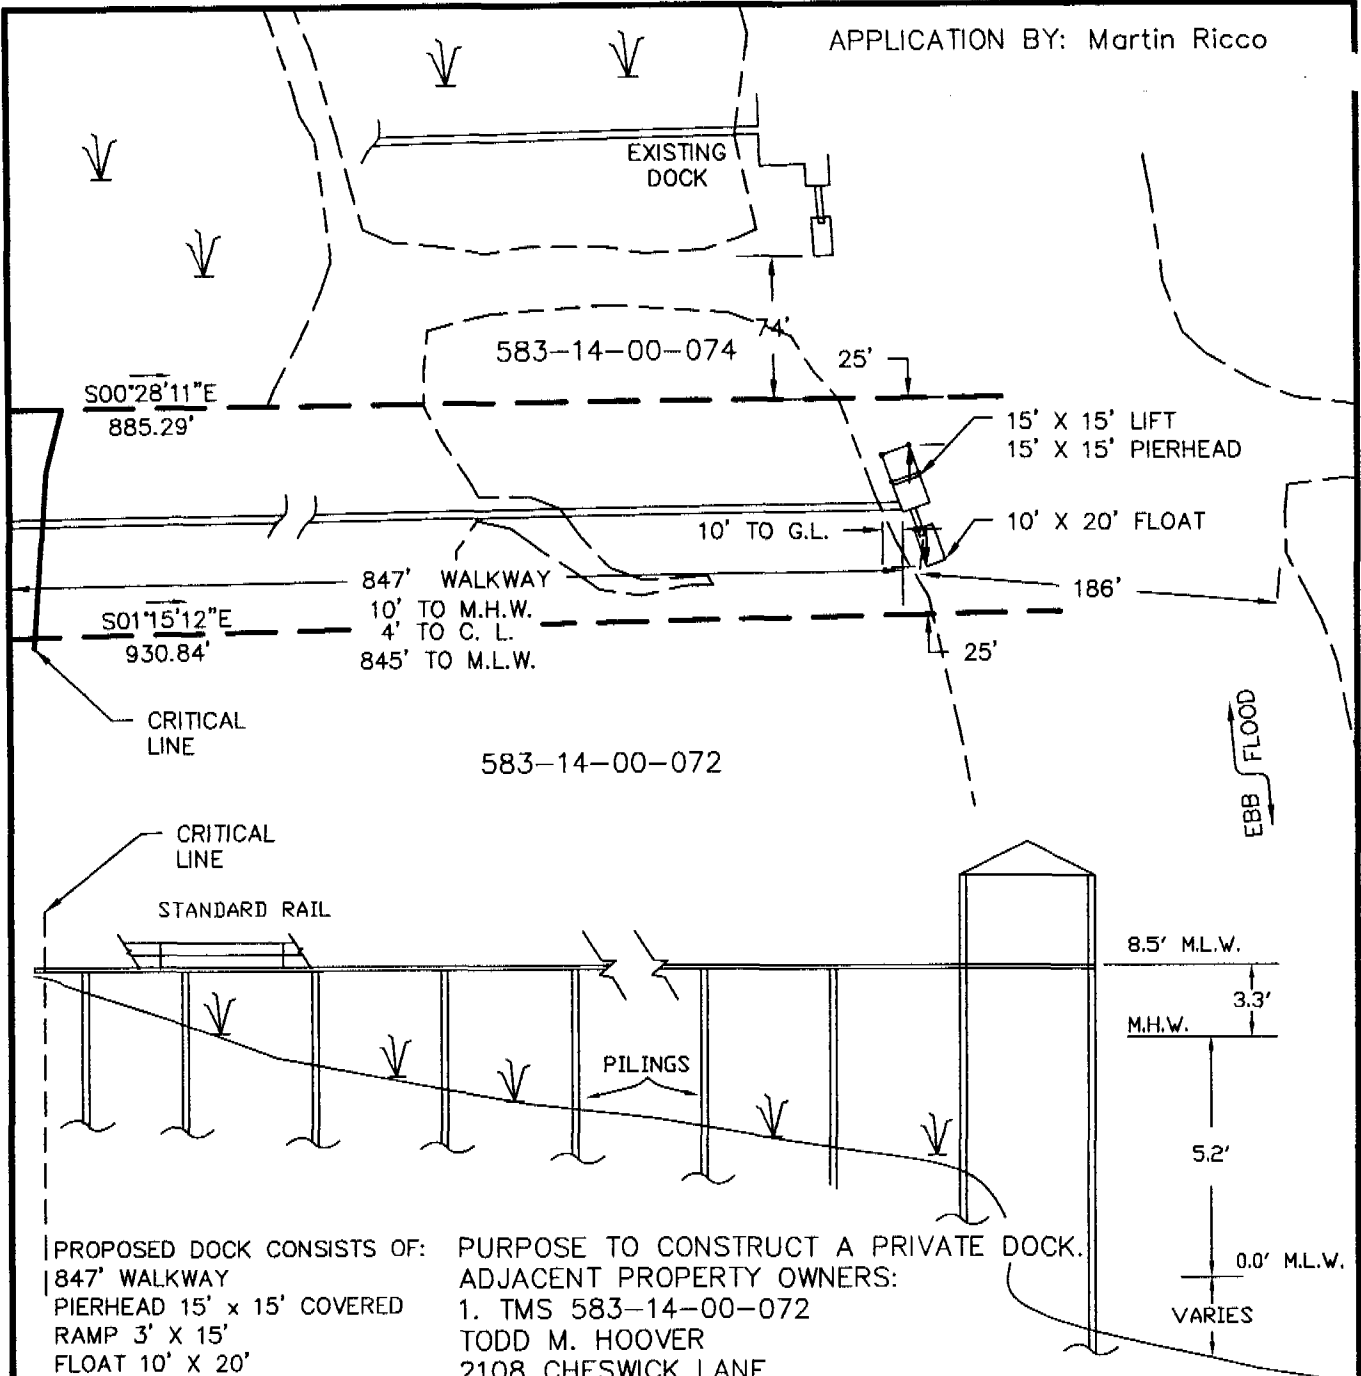 APPLICATION BY: Martin Ricco
EXISTING
DOCK
74'
583-14-00-074
25'
S00°28'11"E
885.29'
15' X 15' LIFT
15' X 15' PIERHEAD
10' TO G.L.
10' X 20' FLOAT
847' WALKWAY
10' TO M.H.W.
4' TO C. L.
845' TO M.L.W.
186'
S01°15'12"E
930.84'
25'
CRITICAL
LINE
583-14-00-072
FLOOD
EBB
CRITICAL
LINE
STANDARD RAIL
8.5' M.L.W.
3.3'
M.H.W.
PILINGS
5.2'
0.0' M.L.W.
VARIES
PROPOSED DOCK CONSISTS OF:
847' WALKWAY
PIERHEAD 15' x 15' COVERED
RAMP 3' X 15'
FLOAT 10' X 20'
PURPOSE TO CONSTRUCT A PRIVATE DOCK.
ADJACENT PROPERTY OWNERS:
1. TMS 583-14-00-072
TODD M. HOOVER
2108 CHESWICK LANE